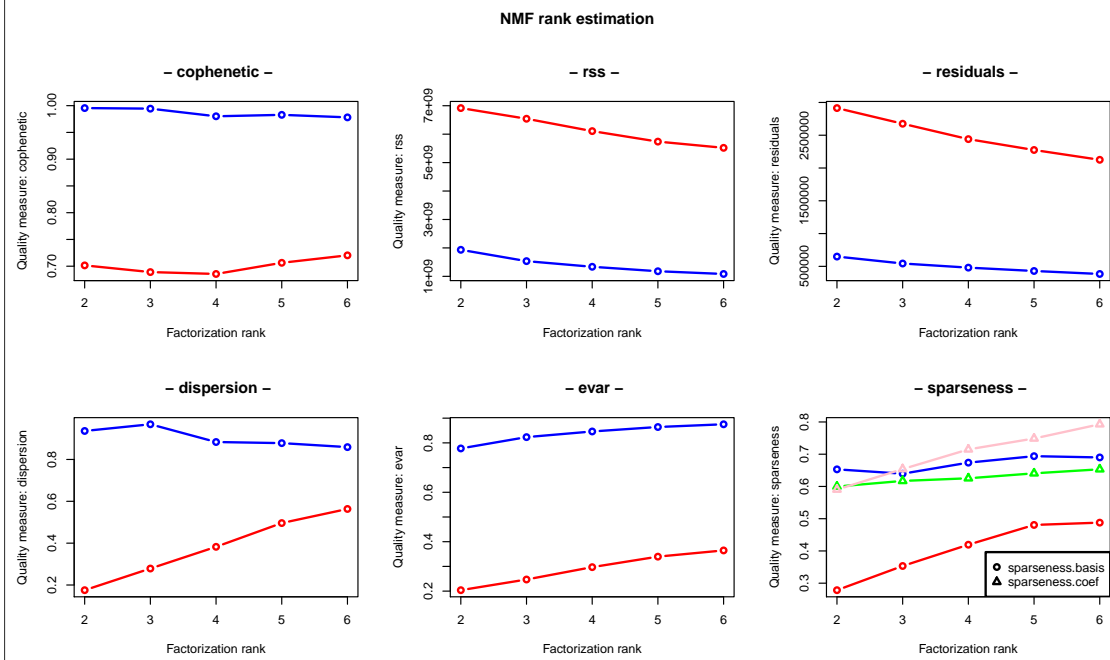 NMF rank estimation
– cophenetic –
Quality measure: cophenetic
0.70
0.80
0.90
1.00
2 3 4 5 6
Factorization rank
– rss –
Quality measure: rss
1e+09
3e+09
5e+09
7e+09
2 3 4 5 6
Factorization rank
– residuals –
Quality measure: residuals
500000
1500000
2500000
2 3 4 5 6
Factorization rank
– dispersion –
Quality measure: dispersion
0.2
0.4
0.6
0.8
2 3 4 5 6
Factorization rank
– evar –
Quality measure: evar
0.2
0.4
0.6
0.8
2 3 4 5 6
Factorization rank
– sparseness –
Quality measure: sparseness
0.3
0.4
0.5
0.6
0.7
0.8
sparseness.basis
sparseness.coef
2 3 4 5 6
Factorization rank